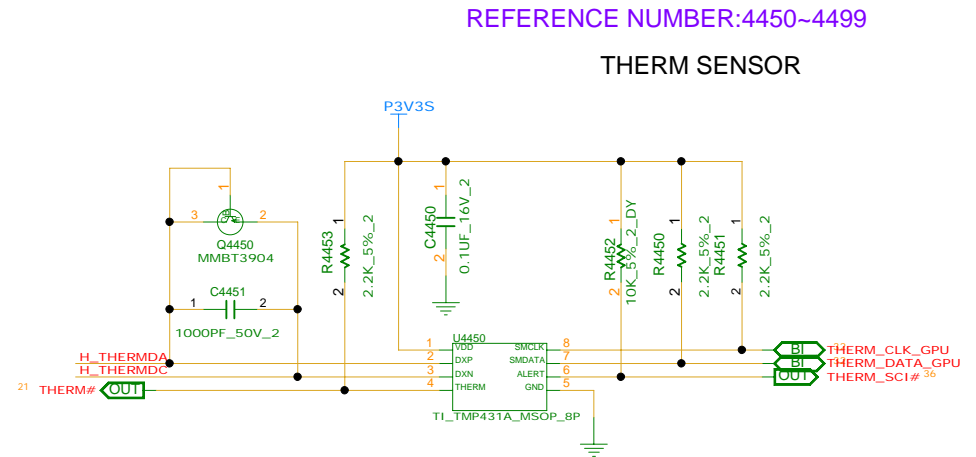 REFERENCE NUMBER:4450~4499
THERM SENSOR
P3V3S
1
3
2
Q4450
MMBT3904
C4451
1
2
1000PF_50V_2
R4453
1
2
2.2K_5%_2
C4450
1
2
0.1UF_16V_2
R4452
1
2
10K_5%_2_DY
R4450
1
2
2.2K_5%_2
R4451
1
2
2.2K_5%_2
U4450
1 VDD SMCLK 8
2 DXP SMDATA 7
3 DXN ALERT 6
4 THERM GND 5
TI_TMP431A_MSOP_8P
H_THERMDA
H_THERMDC
21 THERM# OUT
BI THERM_CLK_GPU
BI THERM_DATA_GPU
OUT THERM_SCI# 36